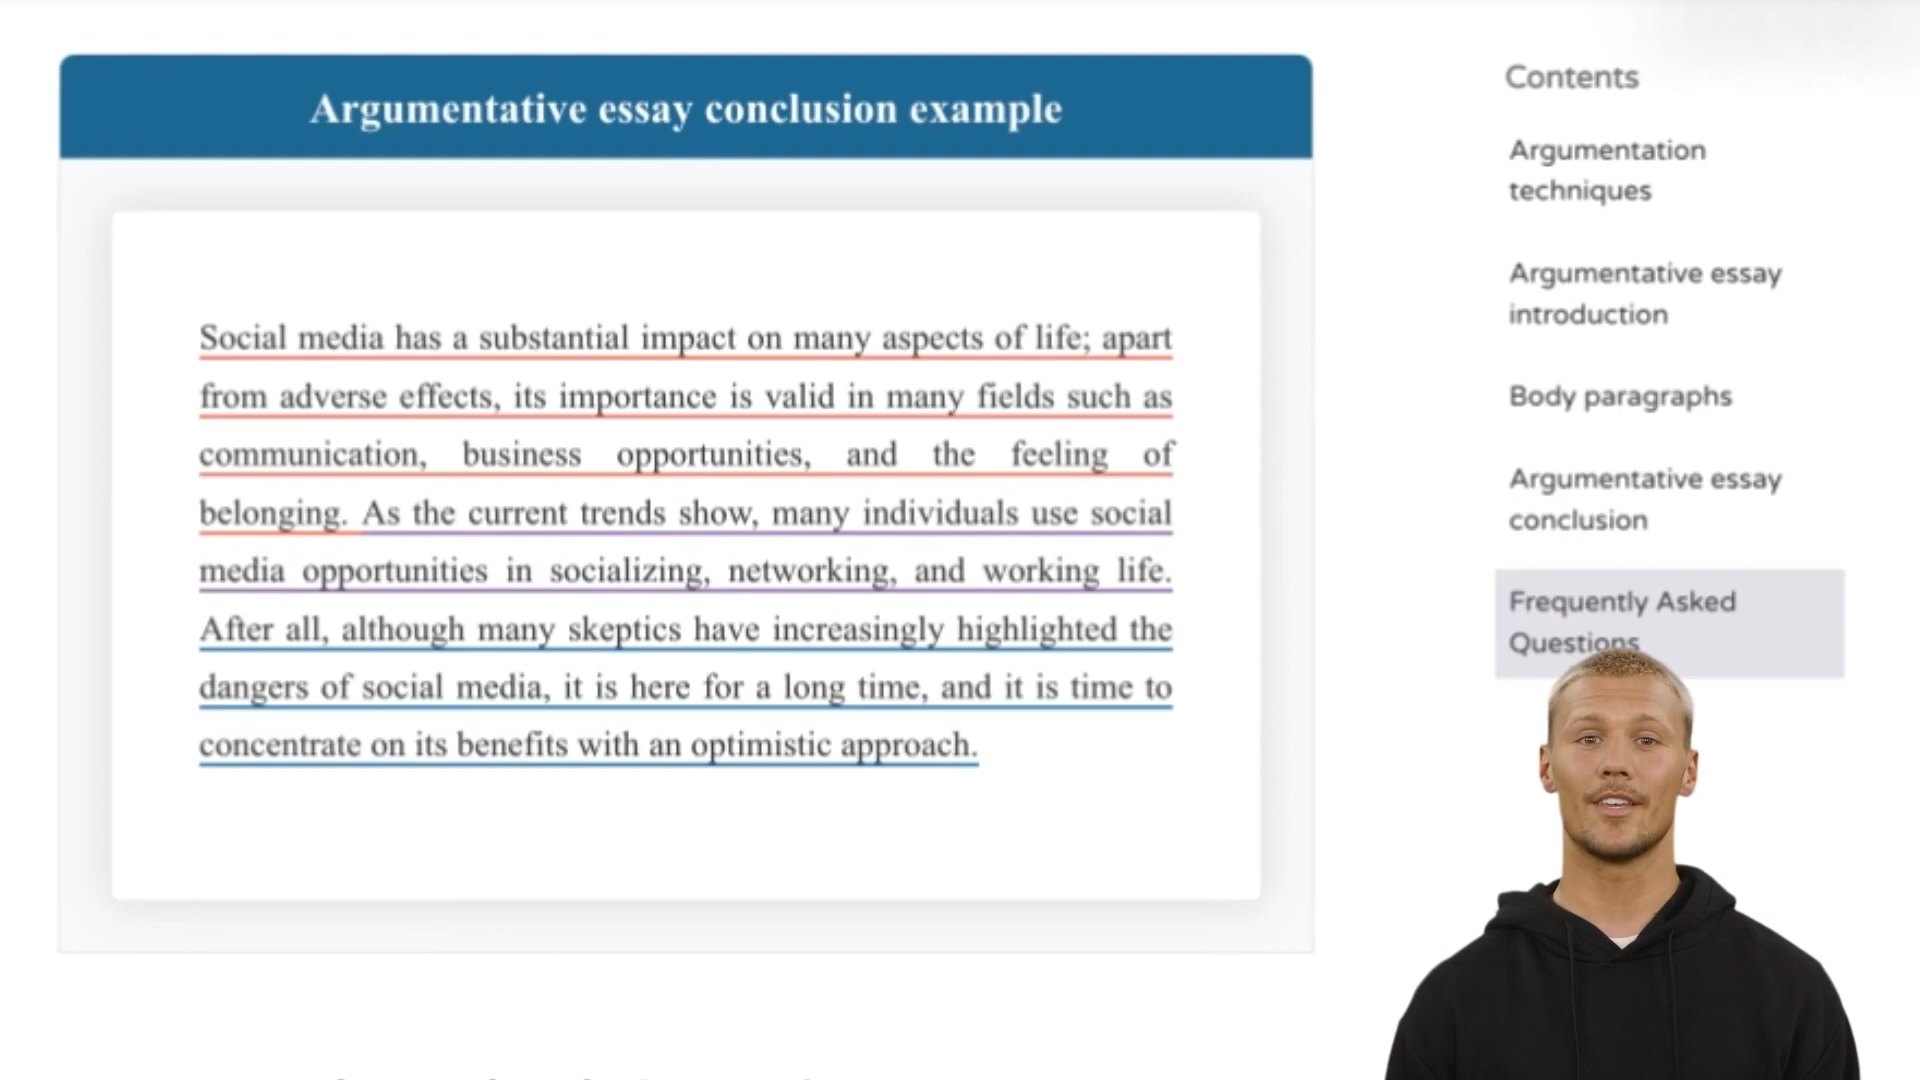 Argumentative essay conclusion example
Social media has a substantial impact on many aspects of life; apart
from adverse effects, its importance is valid in many fields such as
communication, business opportunities, and the feeling of
belonging. As the current trends show, many individuals use social
media opportunities in socializing, networking, and working life.
After all, although many skeptics have increasingly highlighted the
dangers of social media, it is here for a long time, and it is time to
concentrate on its benefits with an optimistic approach.
Contents
Argumentation
techniques
Argumentative essay
introduction
Body paragraphs
Argumentative essay
conclusion
Frequently Asked
Questions